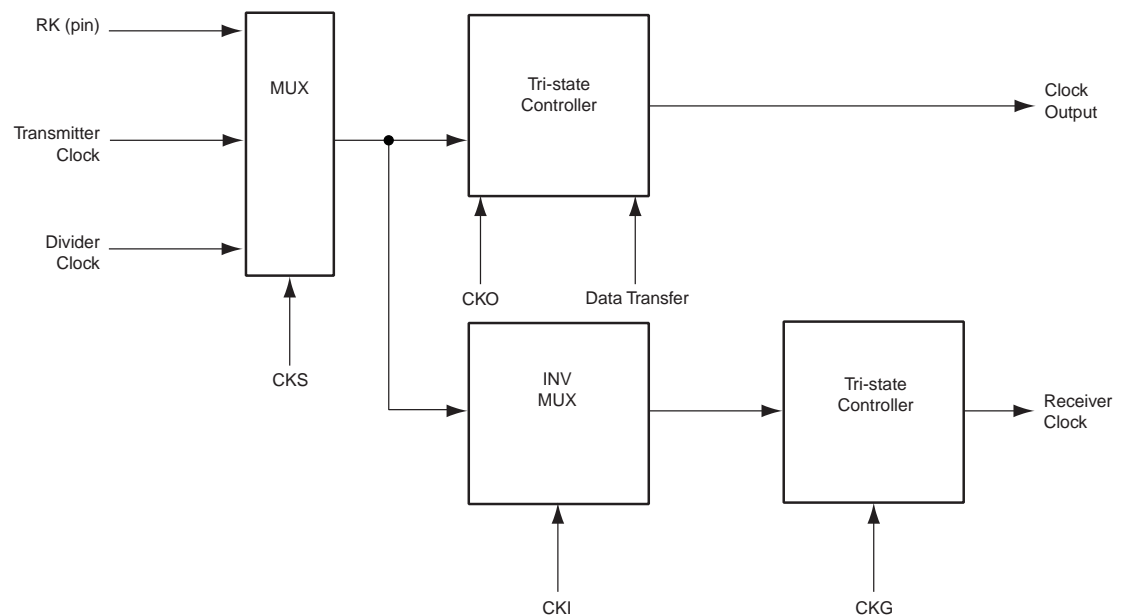 RK (pin)
MUX
Tri-state
Controller
Clock
Output
Transmitter
Clock
Divider
Clock
CKO
Data Transfer
CKS
INV
MUX
Tri-state
Controller
Receiver
Clock
CKI
CKG